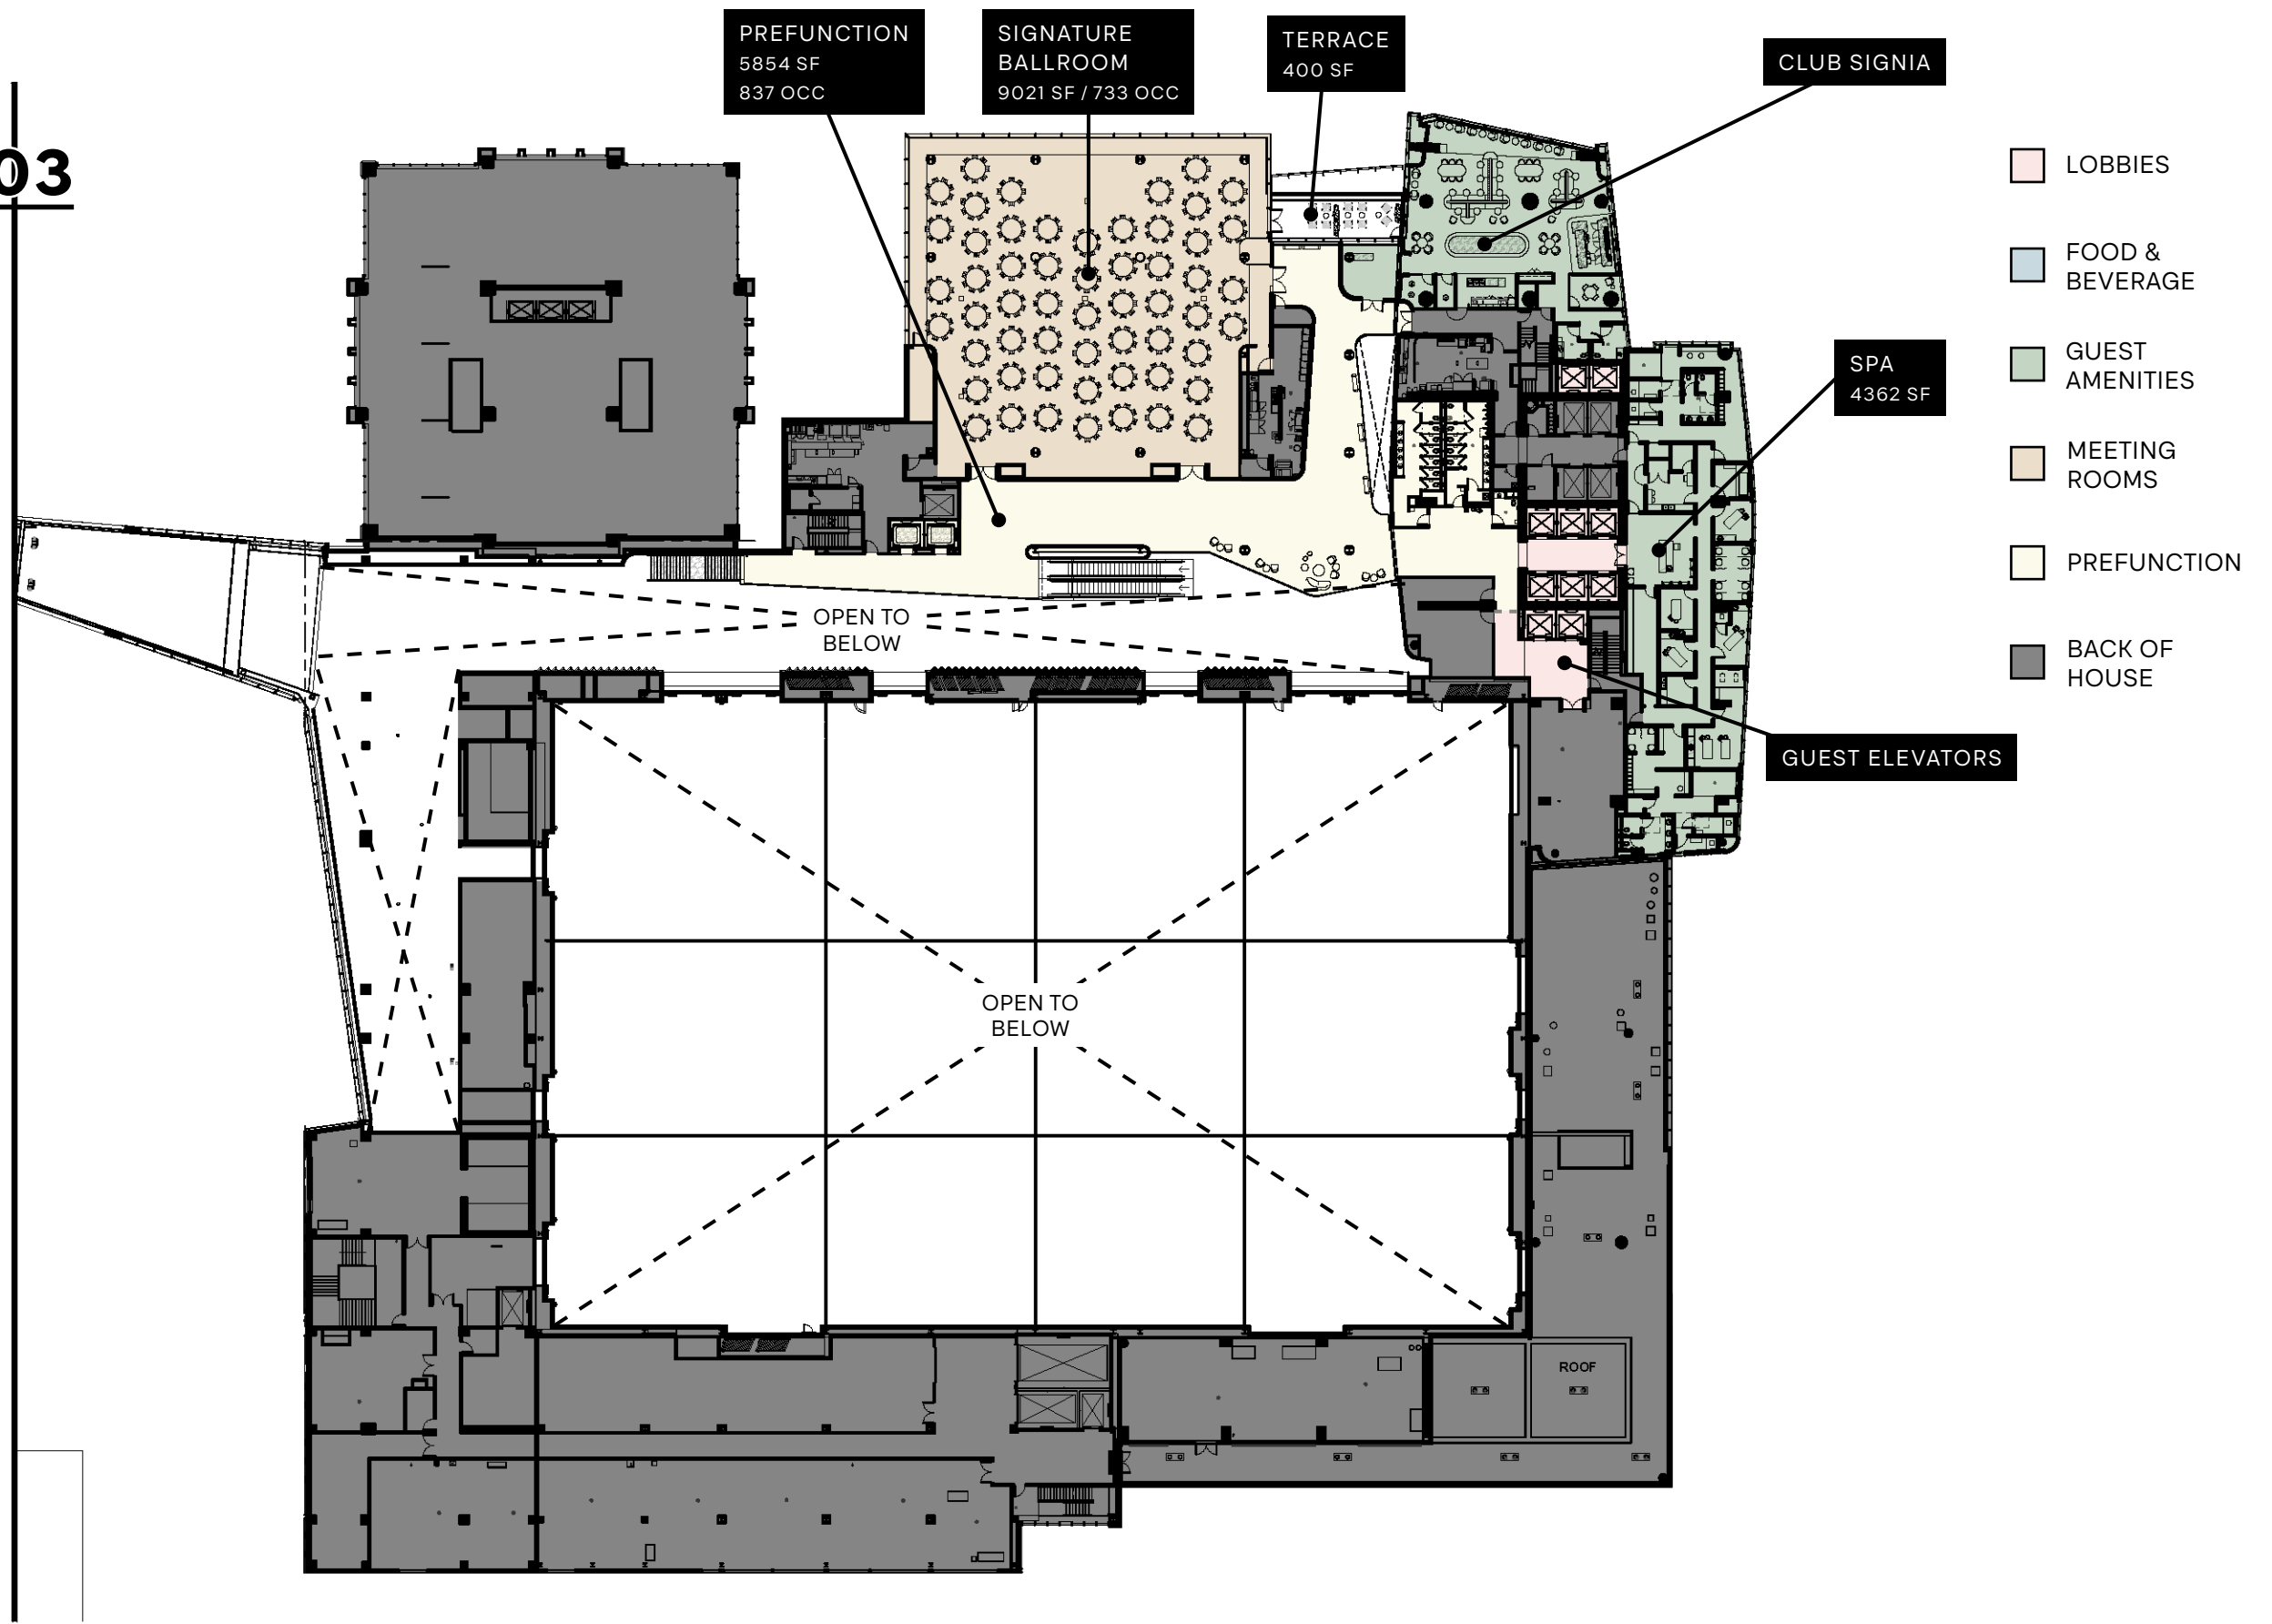 03
PREFUNCTION
5854 SF
837 OCC
SIGNATURE
BALLROOM
9021 SF / 733 OCC
TERRACE
400 SF
CLUB SIGNIA
SPA
4362 SF
GUEST ELEVATORS
LOBBIES
FOOD &
BEVERAGE
GUEST
AMENITIES
MEETING
ROOMS
PREFUNCTION
BACK OF
HOUSE
OPEN TO
BELOW
OPEN TO
BELOW
ROOF